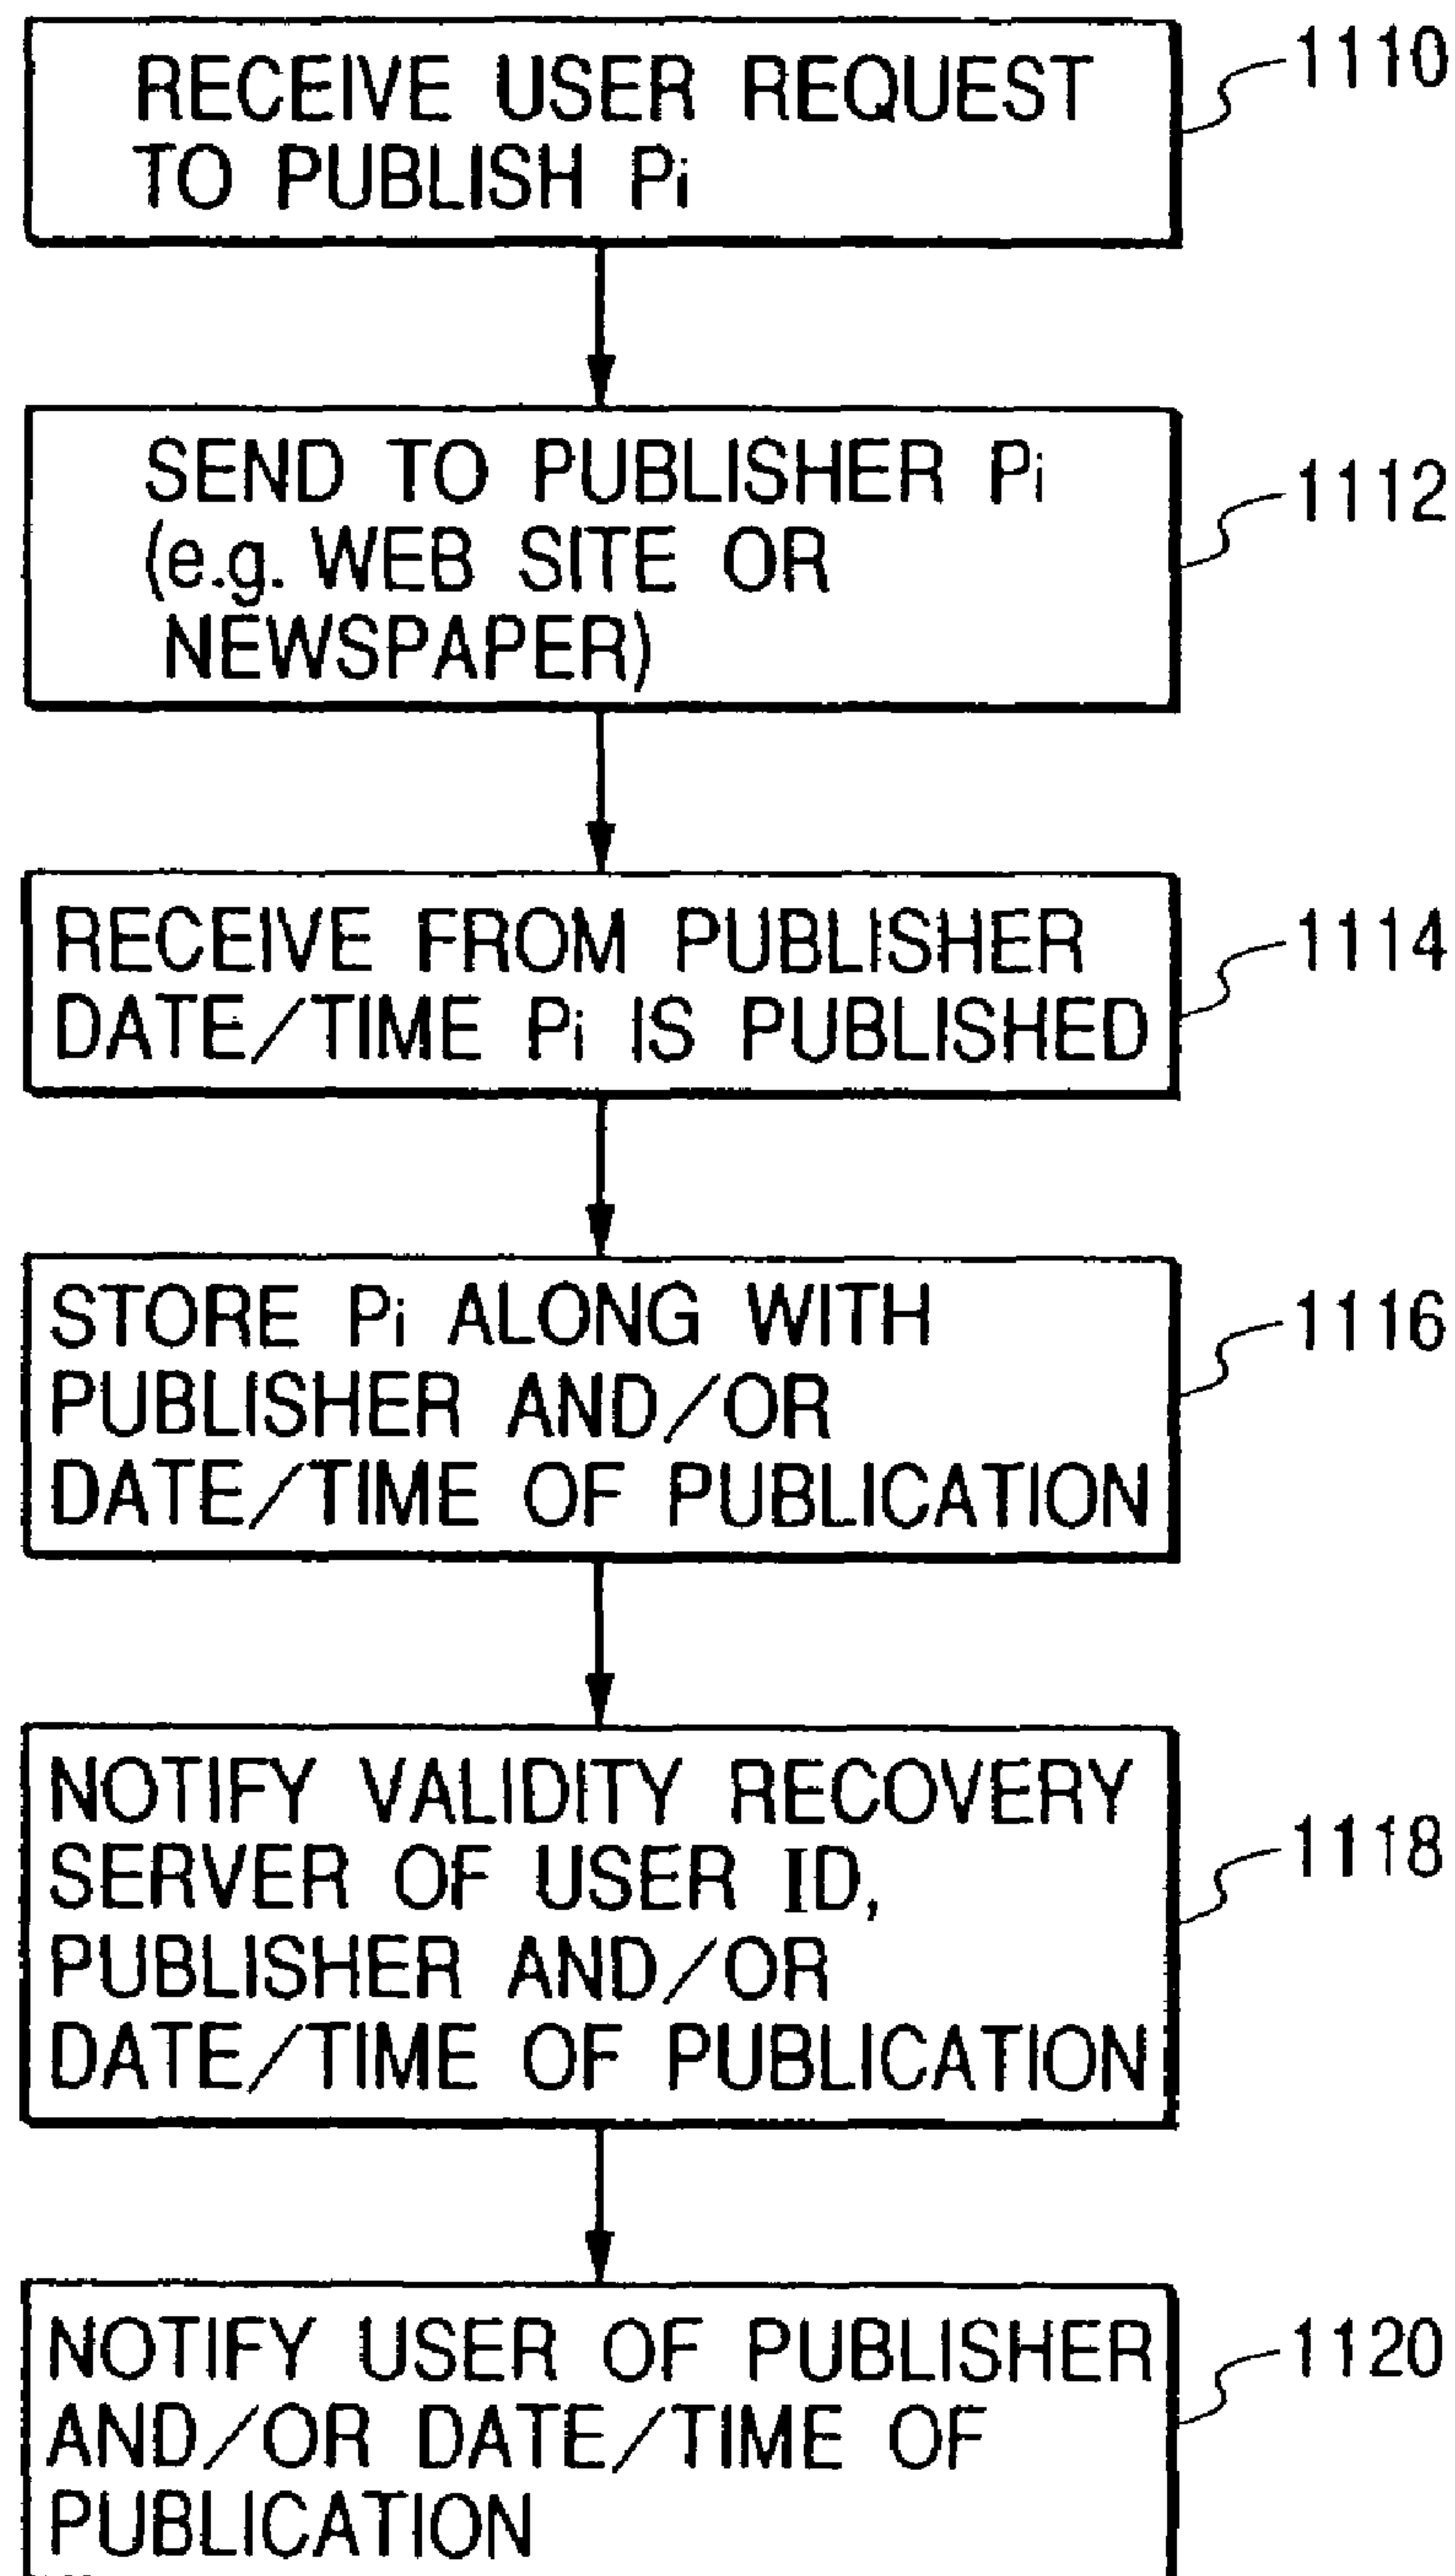 RECEIVE USER REQUEST
TO PUBLISH Pi
1110
SEND TO PUBLISHER Pi
(e.g. WEB SITE OR
NEWSPAPER)
1112
RECEIVE FROM PUBLISHER
DATE/TIME Pi IS PUBLISHED
1114
STORE Pi ALONG WITH
PUBLISHER AND/OR
DATE/TIME OF PUBLICATION
1116
NOTIFY VALIDITY RECOVERY
SERVER OF USER ID,
PUBLISHER AND/OR
DATE/TIME OF PUBLICATION
1118
NOTIFY USER OF PUBLISHER
AND/OR DATE/TIME OF
PUBLICATION
1120